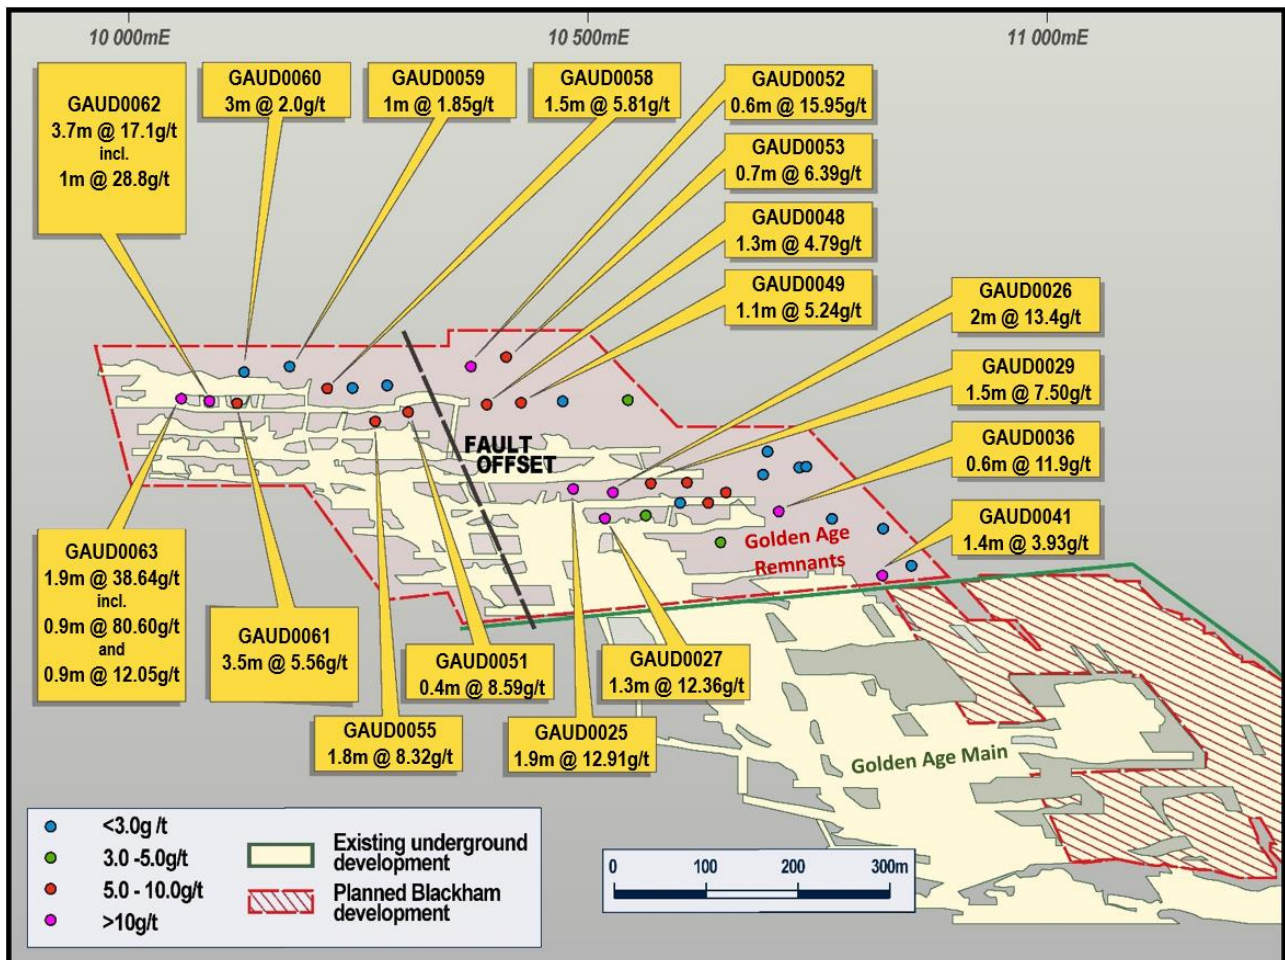 10 000mE
10 500mE
11 000mE
GAUD0062
3.7m @ 17.1g/t
incl.
1m @ 28.8g/t
GAUD0060
3m @ 2.0g/t
GAUD0059
1m @ 1.85g/t
GAUD0058
1.5m @ 5.81g/t
GAUD0052
0.6m @ 15.95g/t
GAUD0053
0.7m @ 6.39g/t
GAUD0048
1.3m @ 4.79g/t
GAUD0049
1.1m @ 5.24g/t
GAUD0026
2m @ 13.4g/t
GAUD0029
1.5m @ 7.50g/t
GAUD0036
0.6m @ 11.9g/t
GAUD0041
1.4m @ 3.93g/t
FAULT
OFFSET
Golden Age
Remnants
GAUD0063
1.9m @ 38.64g/t
incl.
0.9m @ 80.60g/t
and
0.9m @ 12.05g/t
GAUD0061
3.5m @ 5.56g/t
GAUD0051
0.4m @ 8.59g/t
GAUD0027
1.3m @ 12.36g/t
GAUD0055
1.8m @ 8.32g/t
GAUD0025
1.9m @ 12.91g/t
Golden Age Main
<3.0g /t
3.0 -5.0g/t
5.0 - 10.0g/t
>10g/t
Existing underground
development
Planned Blackham
development
0 100 200 300m